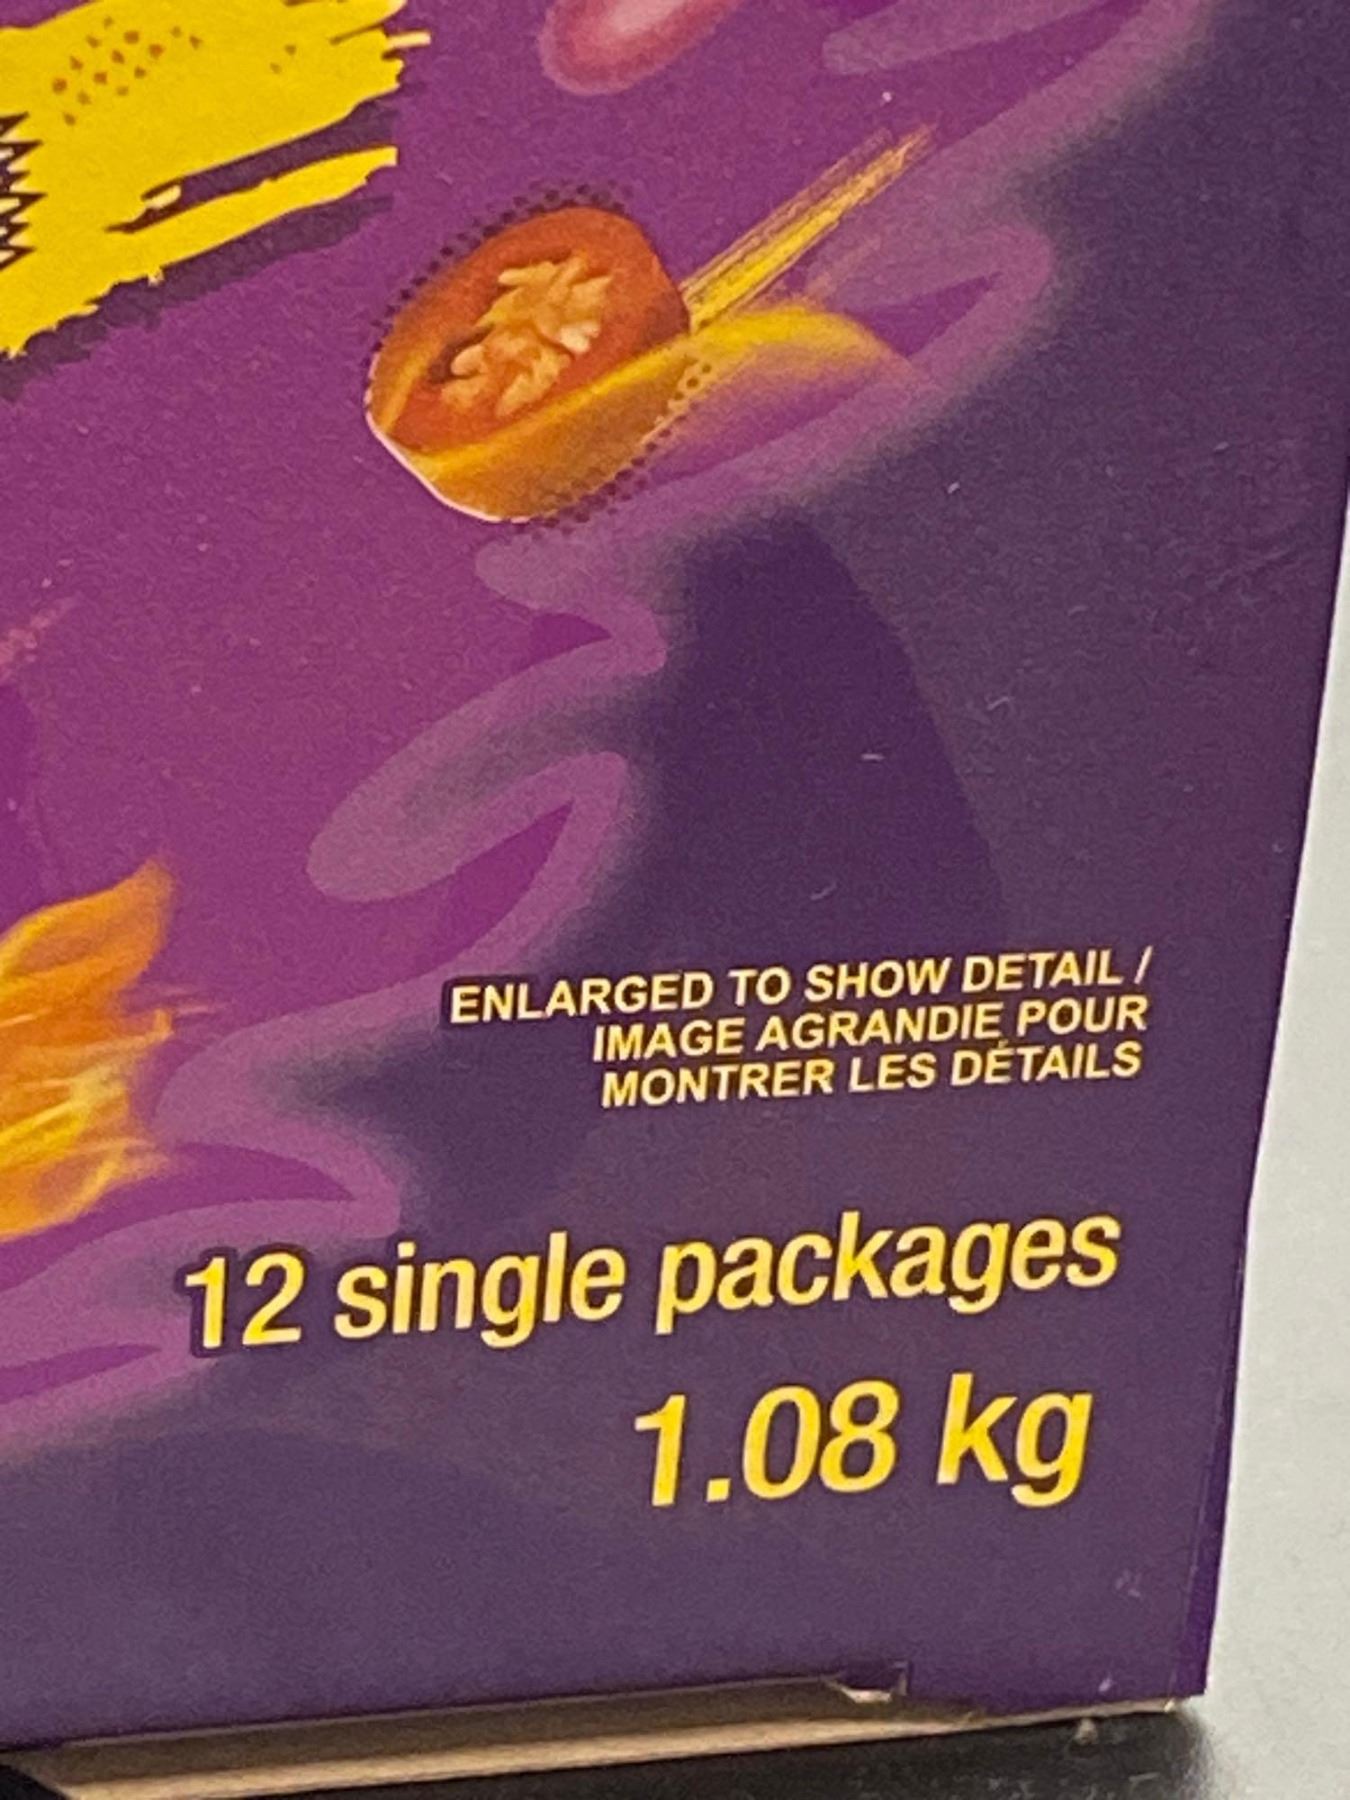 ENLARGED TO SHOW DETAIL /
IMAGE AGRANDIE POUR
MONTRER LES DÉTAILS
12 single packages
1.08 kg